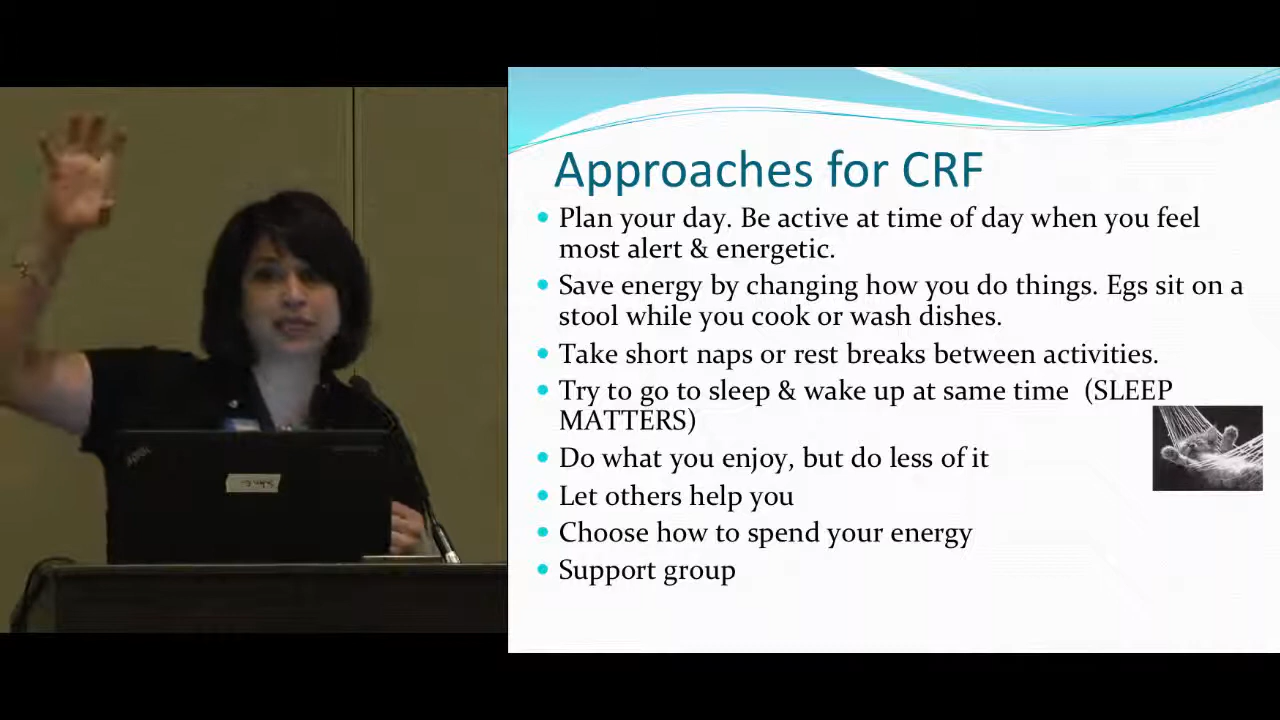 Approaches for CRF
Plan your day. Be active at time of day when you feel
most alert & energetic.
Save energy by changing how you do things. Egs sit on a
stool while you cook or wash dishes.
Take short naps or rest breaks between activities.
Try to go to sleep & wake up at same time (SLEEP
MATTERS)
Do what you enjoy, but do less of it
Let others help you
Choose how to spend your energy
Support group